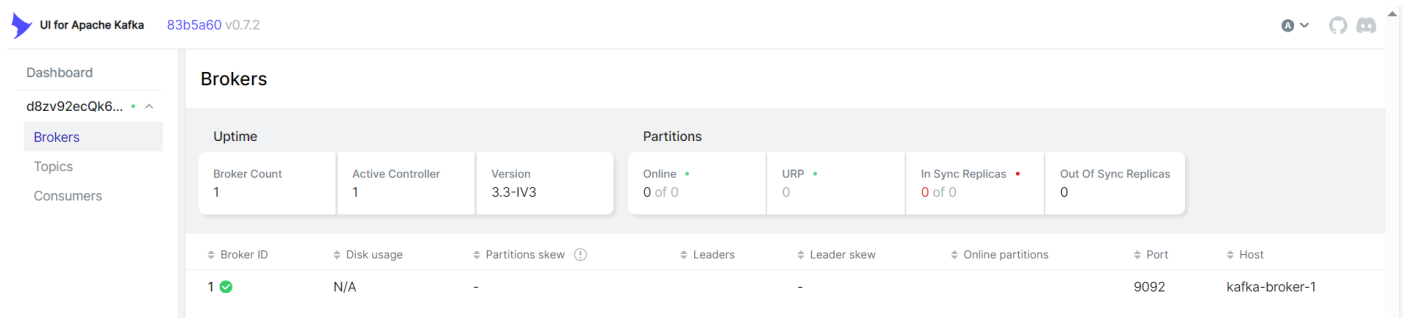 UI for Apache Kafka 83b5a60 v0.7.2 A
Dashboard
d8zv92ecQk6...
Brokers
Topics
Consumers
Brokers
Uptime
Broker Count
1
Active Controller
1
Version
3.3-IV3
Partitions
Online
0 of 0
URP
0
In Sync Replicas
0 of 0
Out Of Sync Replicas
0
Broker ID Disk usage Partitions skew Leaders Leader skew Online partitions Port Host
1 N/A - - 9092 kafka-broker-1